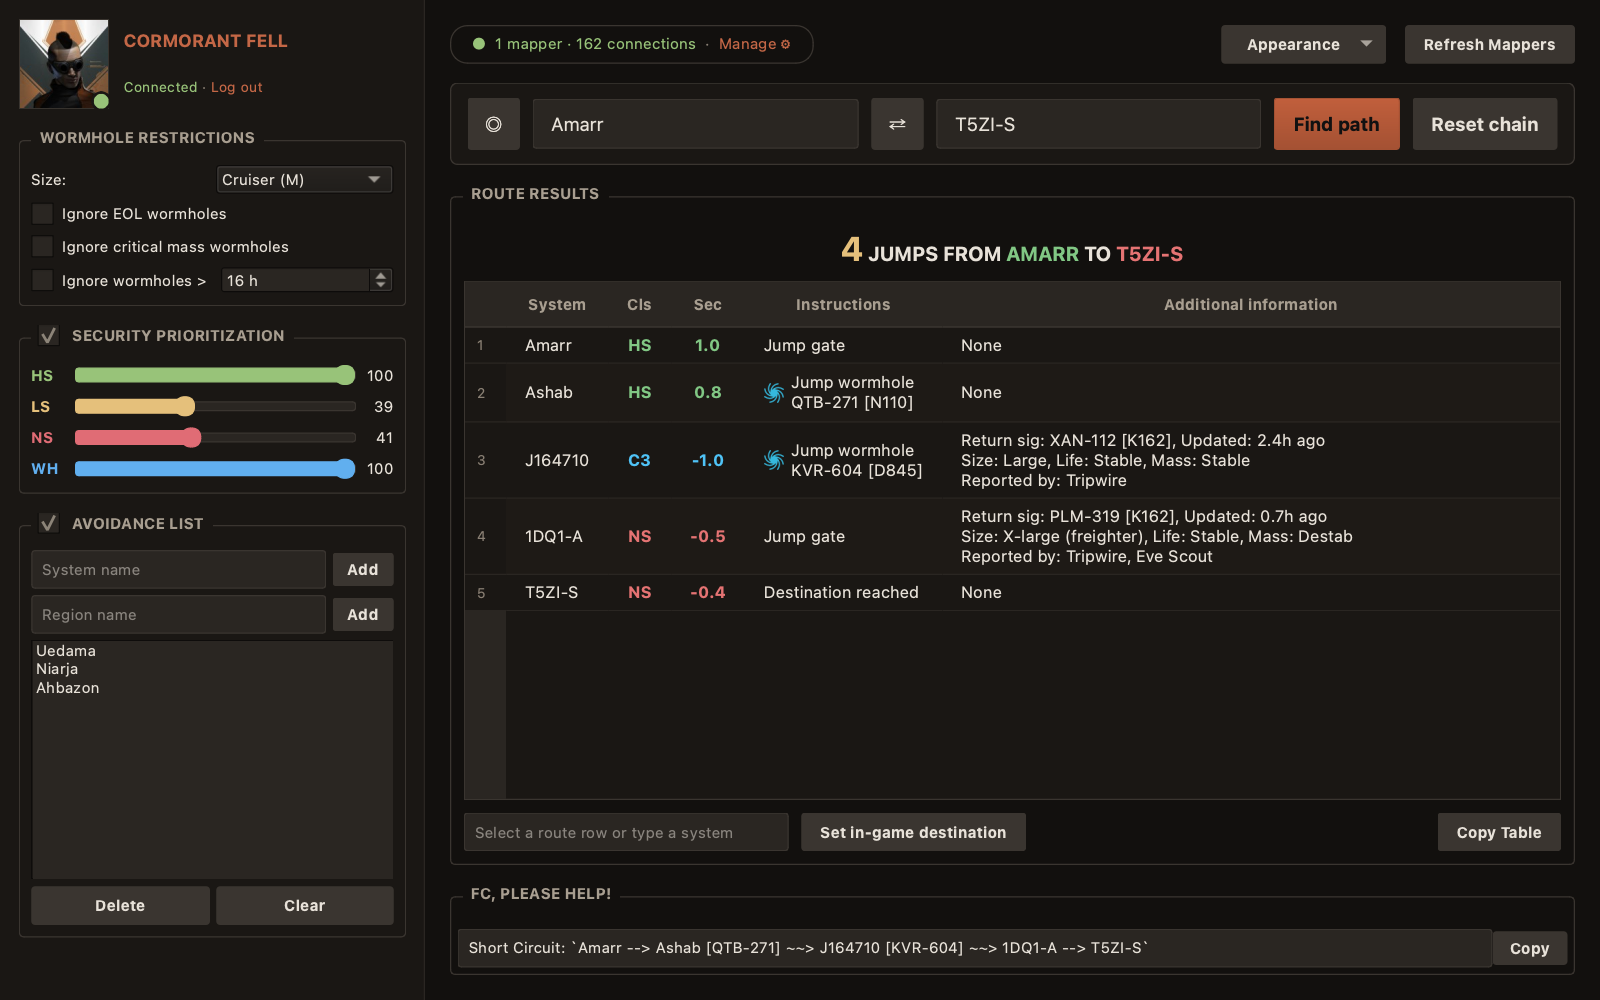 CORMORANT FELL
Connected · Log out
WORMHOLE RESTRICTIONS
Size: Cruiser (M)
Ignore EOL wormholes
Ignore critical mass wormholes
Ignore wormholes > 16 h
SECURITY PRIORITIZATION
HS 100
LS 39
NS 41
WH 100
AVOIDANCE LIST
System name Add
Region name Add
Uedama
Niarja
Ahbazon
Delete Clear
1 mapper · 162 connections · Manage ⚙
Appearance Refresh Mappers
Amarr ⇄ T5ZI-S Find path Reset chain
ROUTE RESULTS
4 JUMPS FROM AMARR TO T5ZI-S
System Cls Sec Instructions Additional information
1 Amarr HS 1.0 Jump gate None
2 Ashab HS 0.8 Jump wormhole
QTB-271 [N110] None
3 J164710 C3 -1.0 Jump wormhole
KVR-604 [D845]
Return sig: XAN-112 [K162], Updated: 2.4h ago
Size: Large, Life: Stable, Mass: Stable
Reported by: Tripwire
4 1DQ1-A NS -0.5 Jump gate
Return sig: PLM-319 [K162], Updated: 0.7h ago
Size: X-large (freighter), Life: Stable, Mass: Destab
Reported by: Tripwire, Eve Scout
5 T5ZI-S NS -0.4 Destination reached None
Select a route row or type a system Set in-game destination Copy Table
FC, PLEASE HELP!
Short Circuit: `Amarr --> Ashab [QTB-271] ~~> J164710 [KVR-604] ~~> 1DQ1-A --> T5ZI-S` Copy